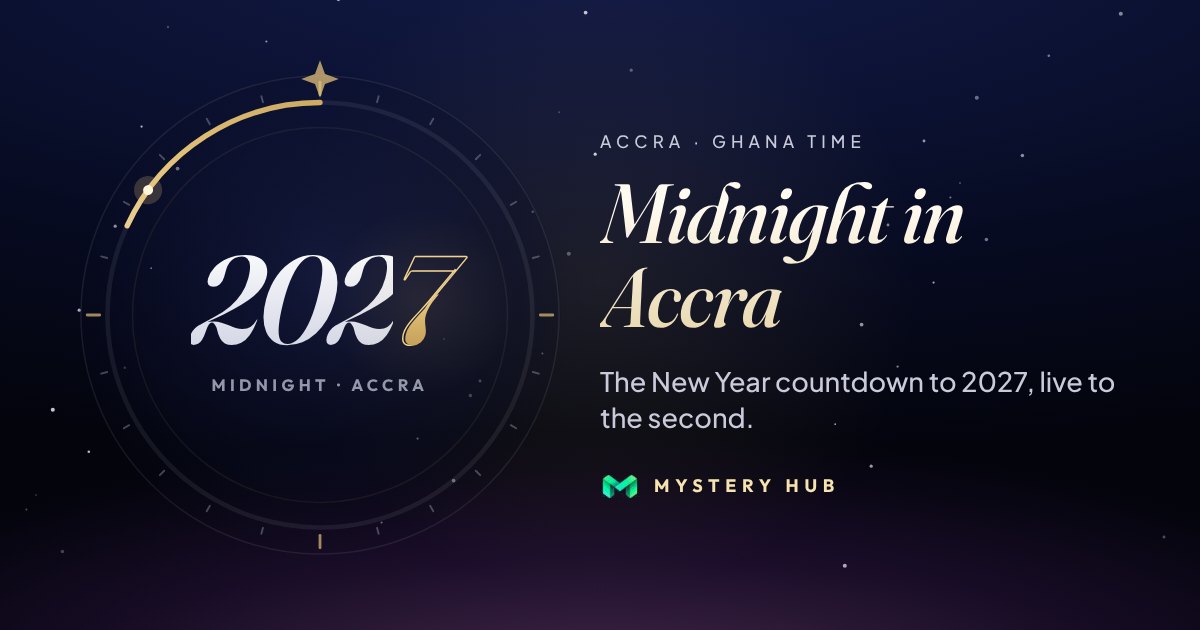 2027
MIDNIGHT · ACCRA
ACCRA · GHANA TIME
Midnight in
Accra
The New Year countdown to 2027, live to
the second.
MYSTERY HUB